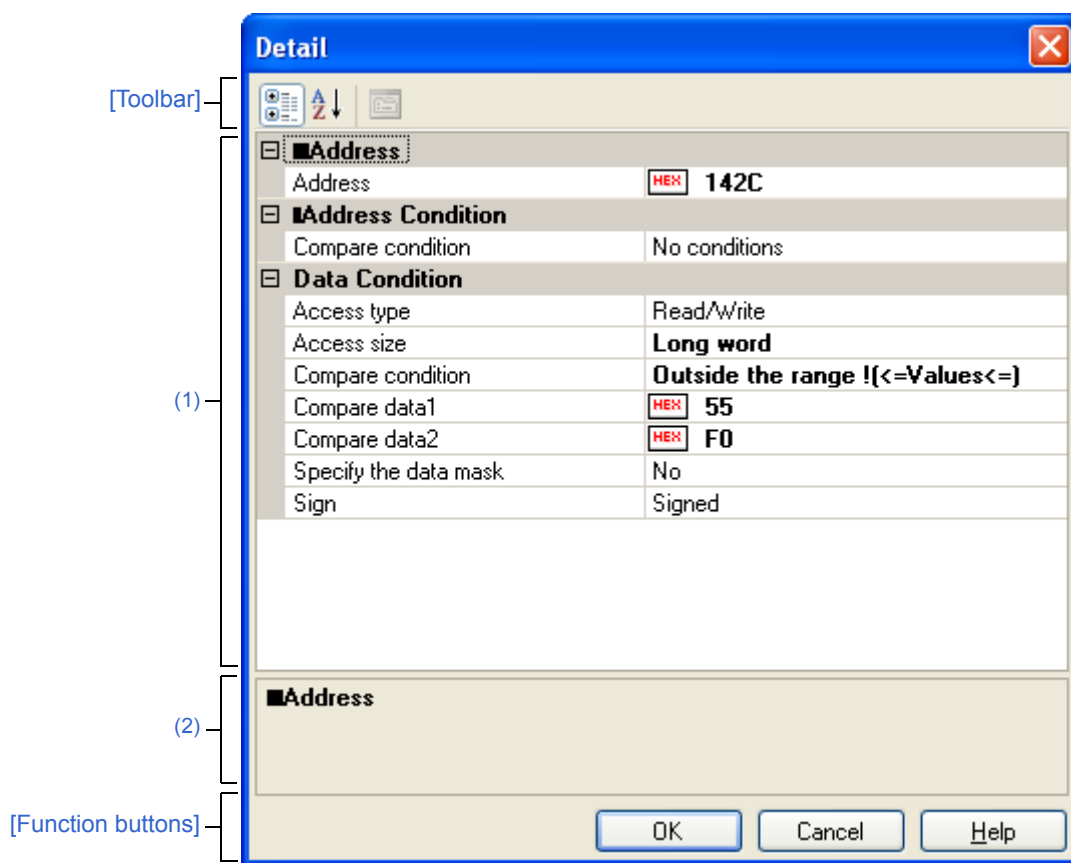 Detail
[Toolbar]
A
Z
■Address
Address HEX 142C
■Address Condition
Compare condition No conditions
Data Condition
Access type Read/Write
Access size Long word
Compare condition Outside the range !(<=Values<=)
(1)
Compare data1 HEX 55
Compare data2 HEX F0
Specify the data mask No
Sign Signed
■Address
(2)
[Function buttons]
OK Cancel Help